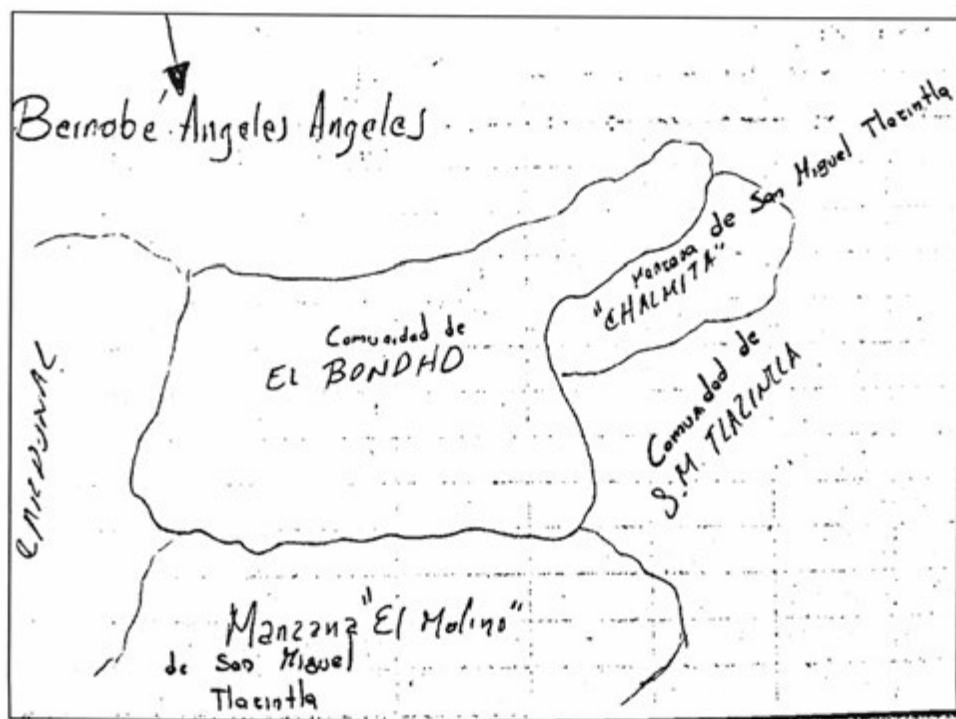 Bernobé Angeles Angeles
Manzana de San Miguel Tlazintla
"CHALMITA"
Comunidad de
EL BONDHO
Comunidad de
S.M. TLAZINTLA
CARDONAL
Manzana "El Molino"
de San Miguel
Tlazintla